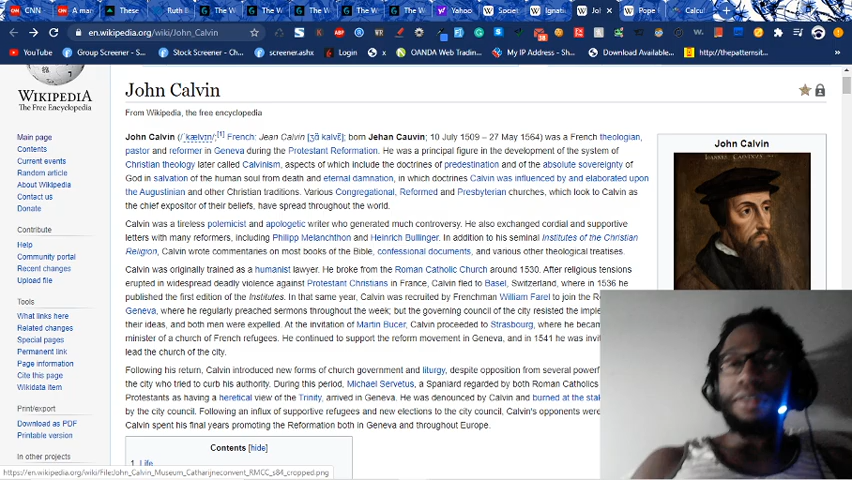 CNN
A man
These
Ruth B
The W
The W
The W
The W
The W
Yahoo
Societ
Ignati
Jo
Pope I
Calcul
en.wikipedia.org/wiki/John_Calvin
YouTube
Group Screener - S...
Stock Screener - S...
screener.ashx
Login
OANDA Web Tradin...
My IP Address - Sh...
Download Available...
http://thepatternsit...
WIKIPEDIA
The Free Encyclopedia
Main page
Contents
Current events
Random article
About Wikipedia
Contact us
Donate
Contribute
Help
Community portal
Recent changes
Upload file
Tools
What links here
Related changes
Special pages
Permanent link
Page information
Cite this page
Wikidata item
Print/export
Download as PDF
Printable version
In other projects
John Calvin
From Wikipedia, the free encyclopedia
John Calvin (/ˈkælvɪn/;[1] French: Jean Calvin [ʒɑ̃ kalvɛ̃]; born Jehan Cauvin; 10 July 1509 – 27 May 1564) was a French theologian,
pastor and reformer in Geneva during the Protestant Reformation. He was a principal figure in the development of the system of
Christian theology later called Calvinism, aspects of which include the doctrines of predestination and of the absolute sovereignty of
God in salvation of the human soul from death and eternal damnation, in which doctrines Calvin was influenced by and elaborated upon
the Augustinian and other Christian traditions. Various Congregational, Reformed and Presbyterian churches, which look to Calvin as
the chief expositor of their beliefs, have spread throughout the world.
Calvin was a tireless polemicist and apologetic writer who generated much controversy. He also exchanged cordial and supportive
letters with many reformers, including Philipp Melanchthon and Heinrich Bullinger. In addition to his seminal Institutes of the Christian
Religion, Calvin wrote commentaries on most books of the Bible, confessional documents, and various other theological treatises.
Calvin was originally trained as a humanist lawyer. He broke from the Roman Catholic Church around 1530. After religious tensions
erupted in widespread deadly violence against Protestant Christians in France, Calvin fled to Basel, Switzerland, where in 1536 he
published the first edition of the Institutes. In that same year, Calvin was recruited by Frenchman William Farel to join the Re
Geneva, where he regularly preached sermons throughout the week; but the governing council of the city resisted the imple
their ideas, and both men were expelled. At the invitation of Martin Bucer, Calvin proceeded to Strasbourg, where he became
minister of a church of French refugees. He continued to support the reform movement in Geneva, and in 1541 he was invi
lead the church of the city.
Following his return, Calvin introduced new forms of church government and liturgy, despite opposition from several powerf
the city who tried to curb his authority. During this period, Michael Servetus, a Spaniard regarded by both Roman Catholics
Protestants as having a heretical view of the Trinity, arrived in Geneva. He was denounced by Calvin and burned at the stak
by the city council. Following an influx of supportive refugees and new elections to the city council, Calvin's opponents were
Calvin spent his final years promoting the Reformation both in Geneva and throughout Europe.
Contents [hide]
1 Life
John Calvin
https://en.wikipedia.org/wiki/File:John_Calvin_Museum_Catharijneconvent_RMCC_s84_cropped.png